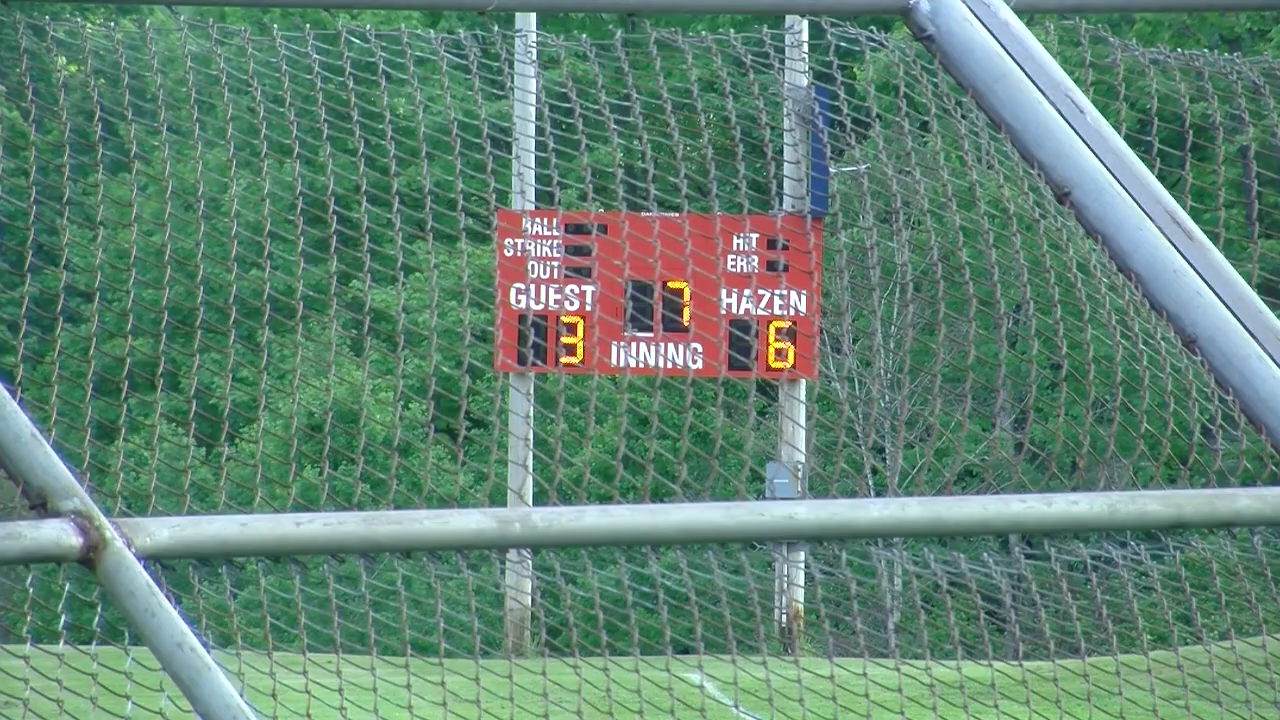 BALL
STRIKE
OUT
HIT
ERR
GUEST 7 HAZEN
3 INNING 6